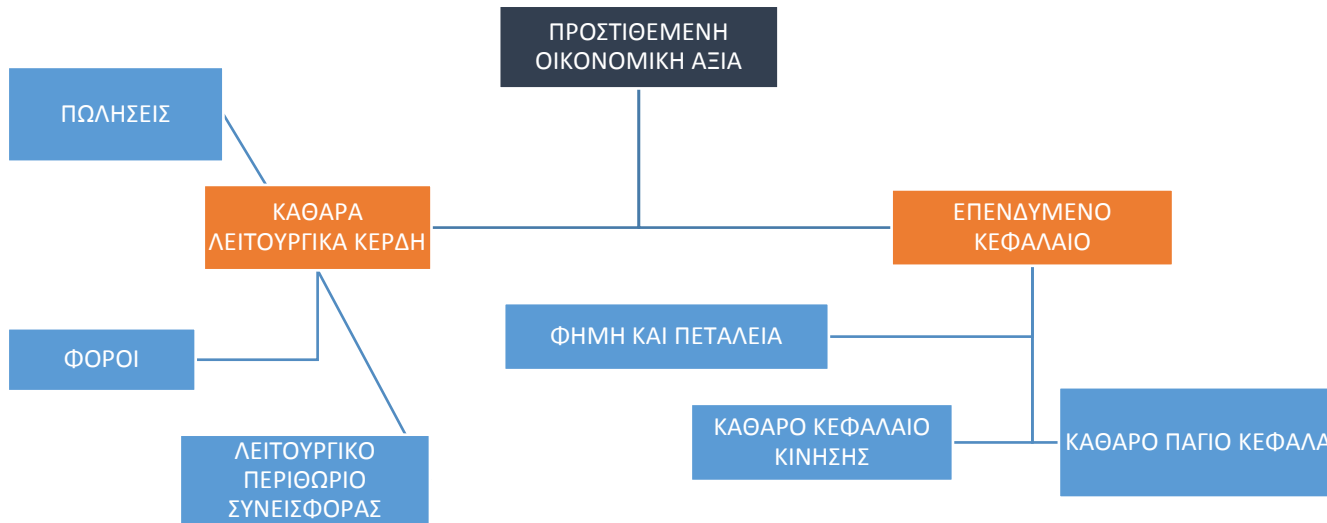 ΠΡΟΣΤΙΘΕΜΕΝΗ
ΟΙΚΟΝΟΜΙΚΗ ΑΞΙΑ
ΠΩΛΗΣΕΙΣ
ΚΑΘΑΡΑ
ΛΕΙΤΟΥΡΓΙΚΑ ΚΕΡΔΗ
ΕΠΕΝΔΥΜΕΝΟ
ΚΕΦΑΛΑΙΟ
ΦΗΜΗ ΚΑΙ ΠΕΤΑΛΕΙΑ
ΦΟΡΟΙ
ΚΑΘΑΡΟ ΚΕΦΑΛΑΙΟ
ΚΙΝΗΣΗΣ
ΚΑΘΑΡΟ ΠΑΓΙΟ ΚΕΦΑΛΑ
ΛΕΙΤΟΥΡΓΙΚΟ
ΠΕΡΙΘΩΡΙΟ
ΣΥΝΕΙΣΦΟΡΑΣ